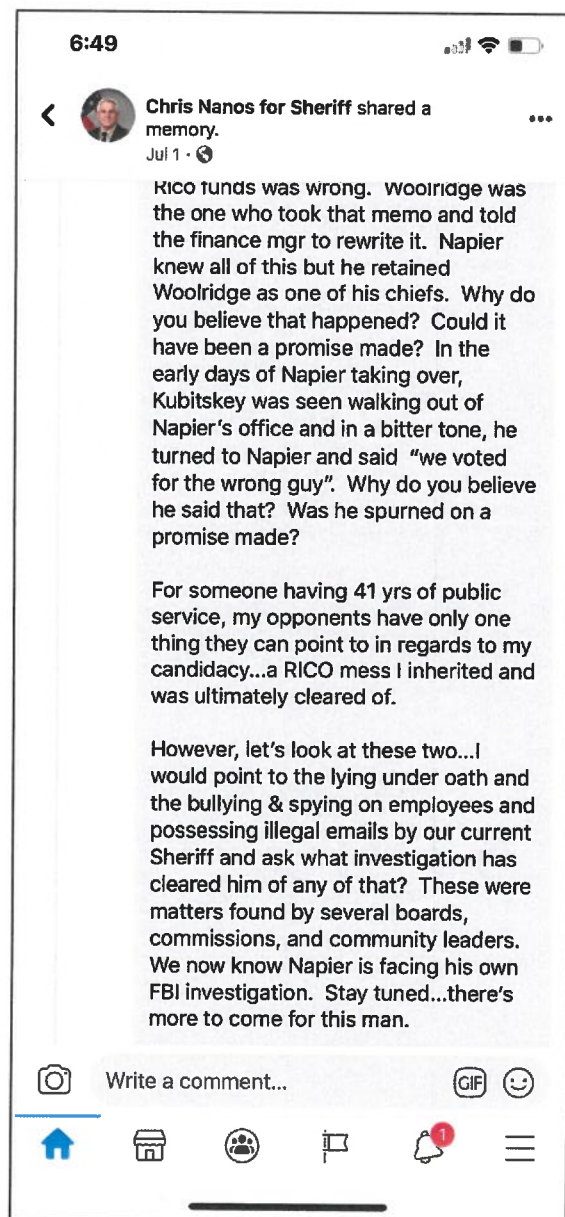 6:49
Chris Nanos for Sheriff shared a
memory.
Jul 1 ·
Rico funds was wrong. Woolridge was
the one who took that memo and told
the finance mgr to rewrite it. Napier
knew all of this but he retained
Woolridge as one of his chiefs. Why do
you believe that happened? Could it
have been a promise made? In the
early days of Napier taking over,
Kubitskey was seen walking out of
Napier's office and in a bitter tone, he
turned to Napier and said "we voted
for the wrong guy". Why do you believe
he said that? Was he spurned on a
promise made?
For someone having 41 yrs of public
service, my opponents have only one
thing they can point to in regards to my
candidacy...a RICO mess I inherited and
was ultimately cleared of.
However, let's look at these two...I
would point to the lying under oath and
the bullying & spying on employees and
possessing illegal emails by our current
Sheriff and ask what investigation has
cleared him of any of that? These were
matters found by several boards,
commissions, and community leaders.
We now know Napier is facing his own
FBI investigation. Stay tuned...there's
more to come for this man.
Write a comment...
GIF
1